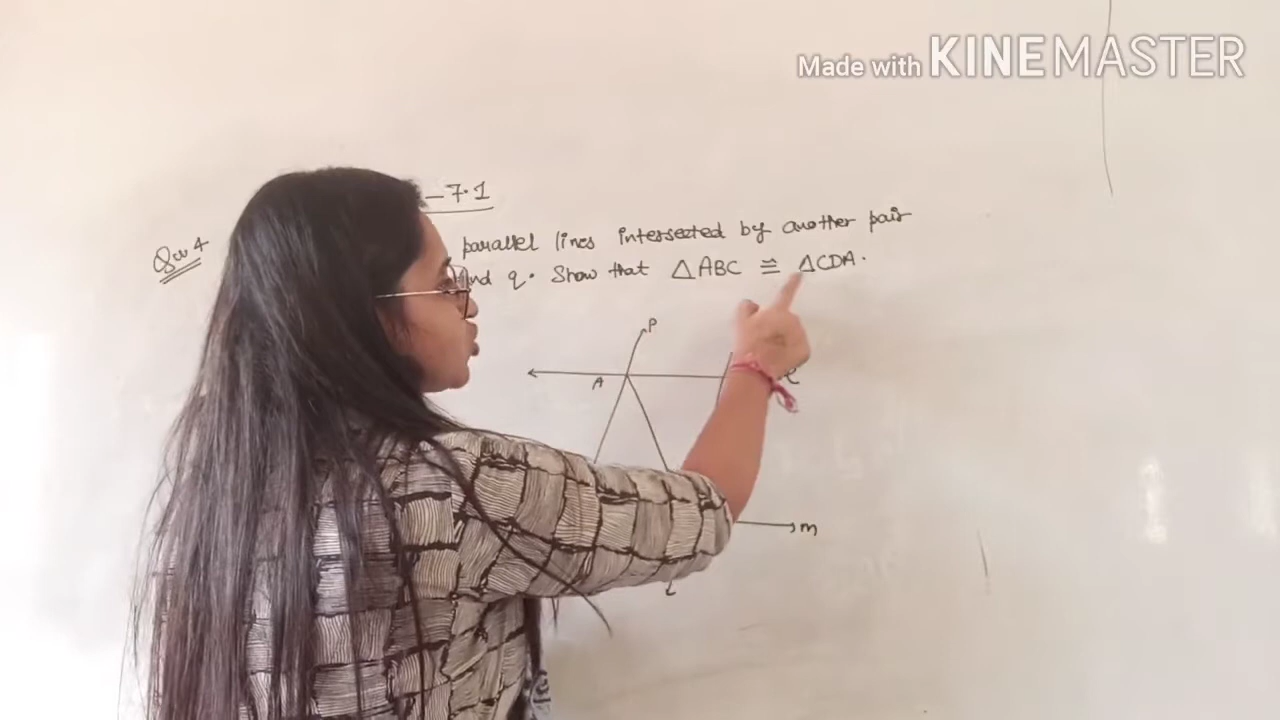 Made with KINEMASTER
– 7.1
Qu 4
parallel lines intersected by another pair
and q. Show that △ABC ≅ △CDA.
P
A
m